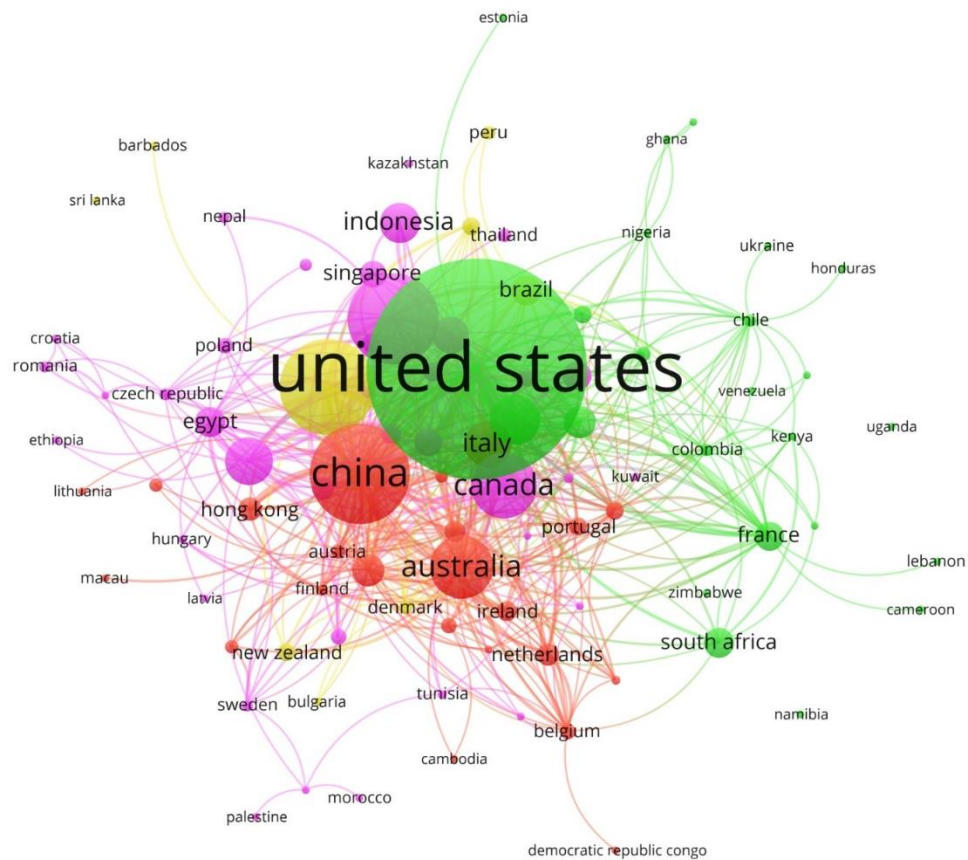 estonia
ghana
peru
barbados
kazakhstan
sri lanka
nepal
indonesia
thailand
nigeria
ukraine
singapore
honduras
brazil
chile
croatia
poland
romania
united states
czech republic
venezuela
egypt
uganda
ethiopia
italy
colombia
kenya
china
canada
kuwait
lithuania
hong kong
portugal
france
hungary
austria
australia
lebanon
macau
latvia
finland
denmark
ireland
zimbabwe
cameroon
south africa
new zealand
netherlands
sweden
bulgaria
tunisia
namibia
belgium
cambodia
morocco
palestine
democratic republic congo